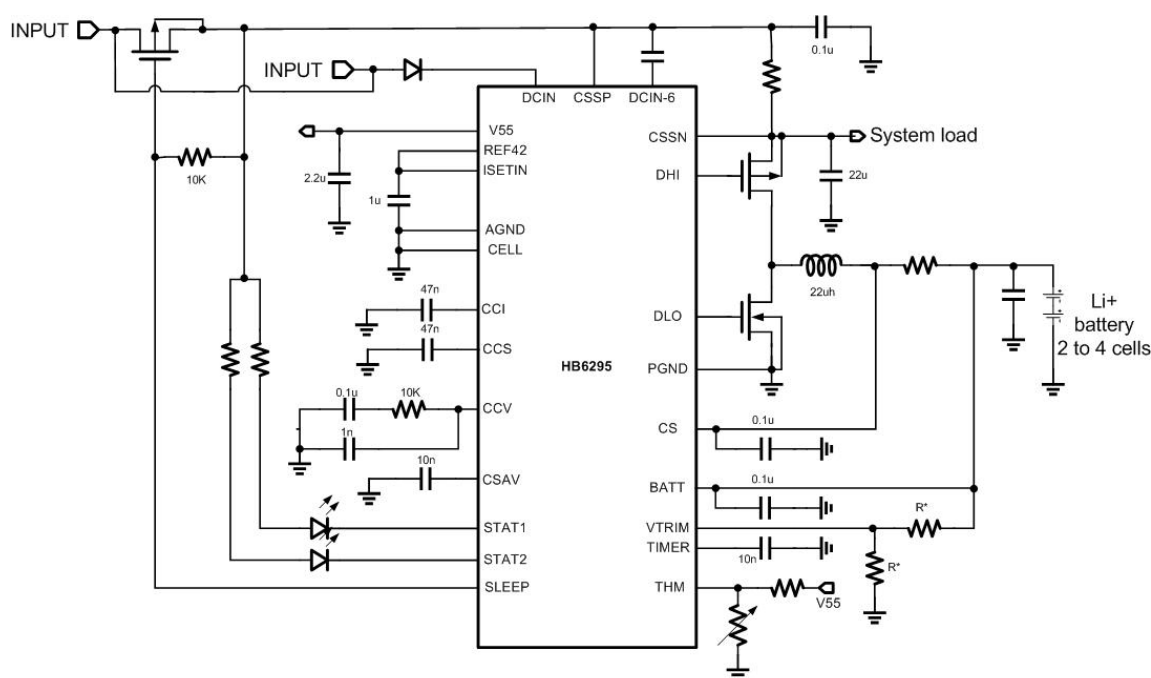 INPUT
0.1u
INPUT
DCIN
CSSP
DCIN-6
V55
REF42
ISETIN
AGND
CELL
CCI
CCS
CCV
CSAV
STAT1
STAT2
SLEEP
HB6295
CSSN
DHI
DLO
PGND
CS
BATT
VTRIM
TIMER
THM
10K
2.2u
1u
47n
47n
0.1u
10K
1n
10n
System load
22u
22uh
Li+
battery
2 to 4 cells
0.1u
0.1u
R*
10n
R*
V55